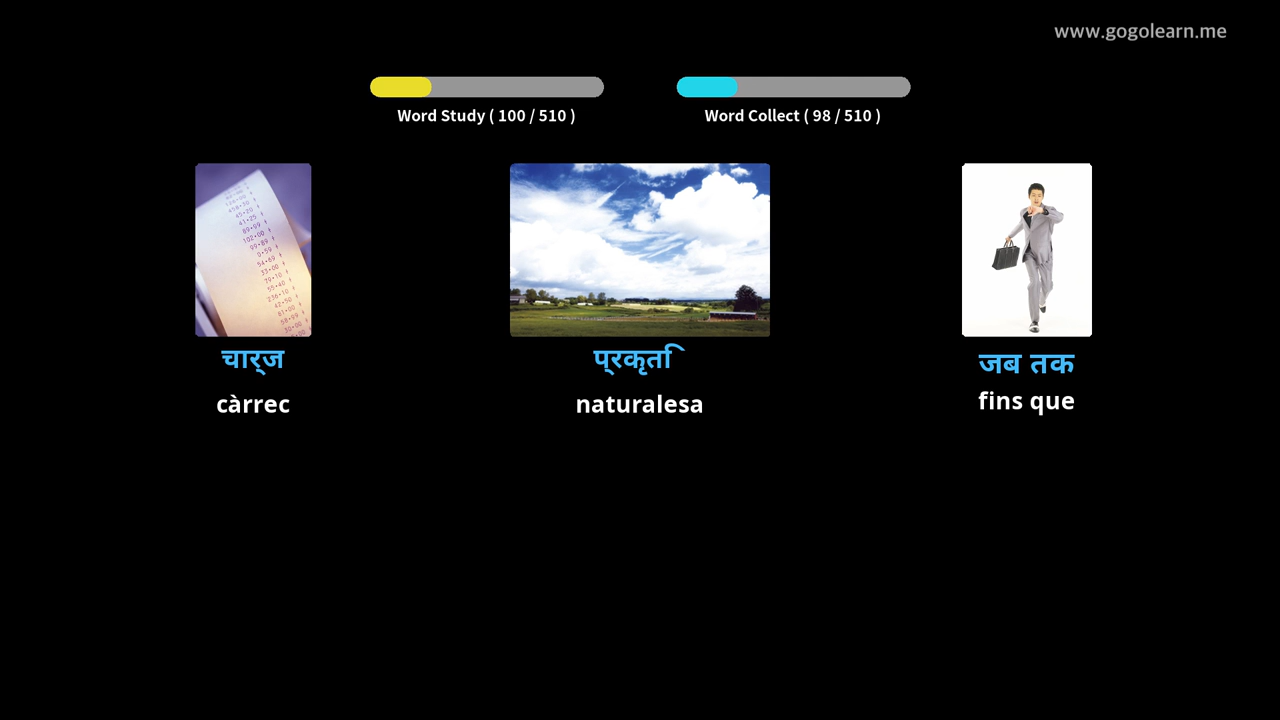 www.gogolearn.me
Word Study ( 100 / 510 )
Word Collect ( 98 / 510 )
चार्ज
प्रकृति
जब तक
càrrec
naturalesa
fins que